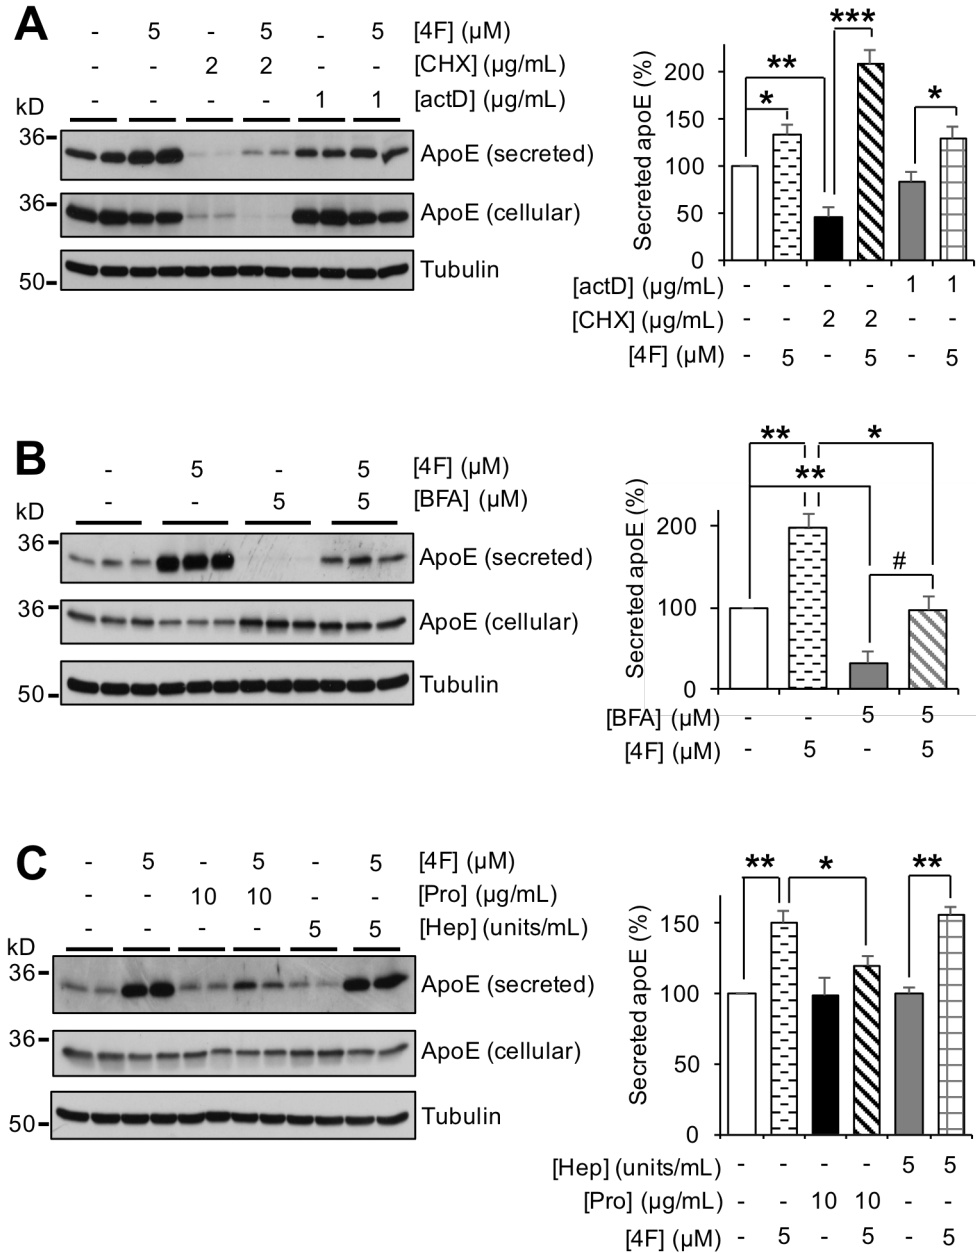 A
- 5 - 5 - 5 [4F] (µM)
- - 2 2 - - [CHX] (µg/mL)
- - - - 1 1 [actD] (µg/mL)
kD
36
ApoE (secreted)
36
ApoE (cellular)
50
Tubulin
Secreted apoE (%)
200
150
100
50
0
*
**
***
*
[actD] (µg/mL) - - - - 1 1
[CHX] (µg/mL) - - 2 2 - -
[4F] (µM) - 5 - 5 - 5
B
- 5 - 5 [4F] (µM)
- - 5 5 [BFA] (µM)
kD
36
ApoE (secreted)
36
ApoE (cellular)
50
Tubulin
Secreted apoE (%)
200
100
0
** *
**
#
[BFA] (µM) - - 5 5
[4F] (µM) - 5 - 5
C
- 5 - 5 - 5 [4F] (µM)
- - 10 10 - - [Pro] (µg/mL)
- - - - 5 5 [Hep] (units/mL)
kD
36
ApoE (secreted)
36
ApoE (cellular)
50
Tubulin
Secreted apoE (%)
150
100
50
0
** * **
[Hep] (units/mL) - - - - 5 5
[Pro] (µg/mL) - - 10 10 - -
[4F] (µM) - 5 - 5 - 5